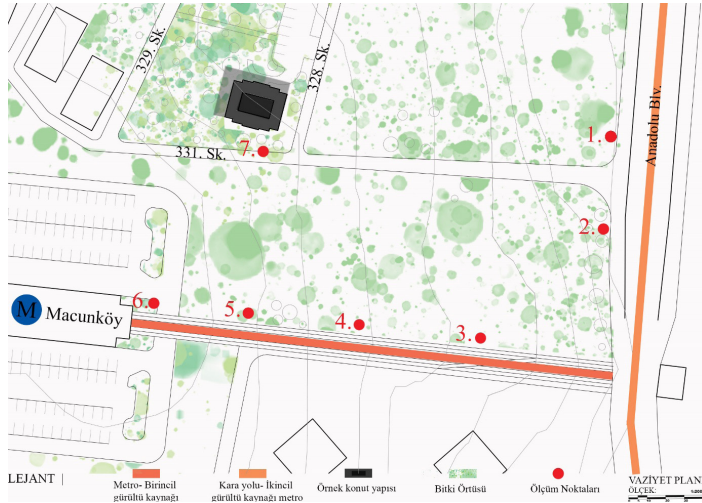 329. Sk.
328. Sk.
Anadolu Blv.
1.
331. Sk.
7.
2.
6.
5.
4.
3.
M Macunköy
LEJANT |
Metro- Birincil
gürültü kaynağı
Kara yolu- İkincil
gürültü kaynağı metro
Örnek konut yapısı
Bitki Örtüsü
Ölçüm Noktaları
VAZİYET PLAN
ÖLÇEK: